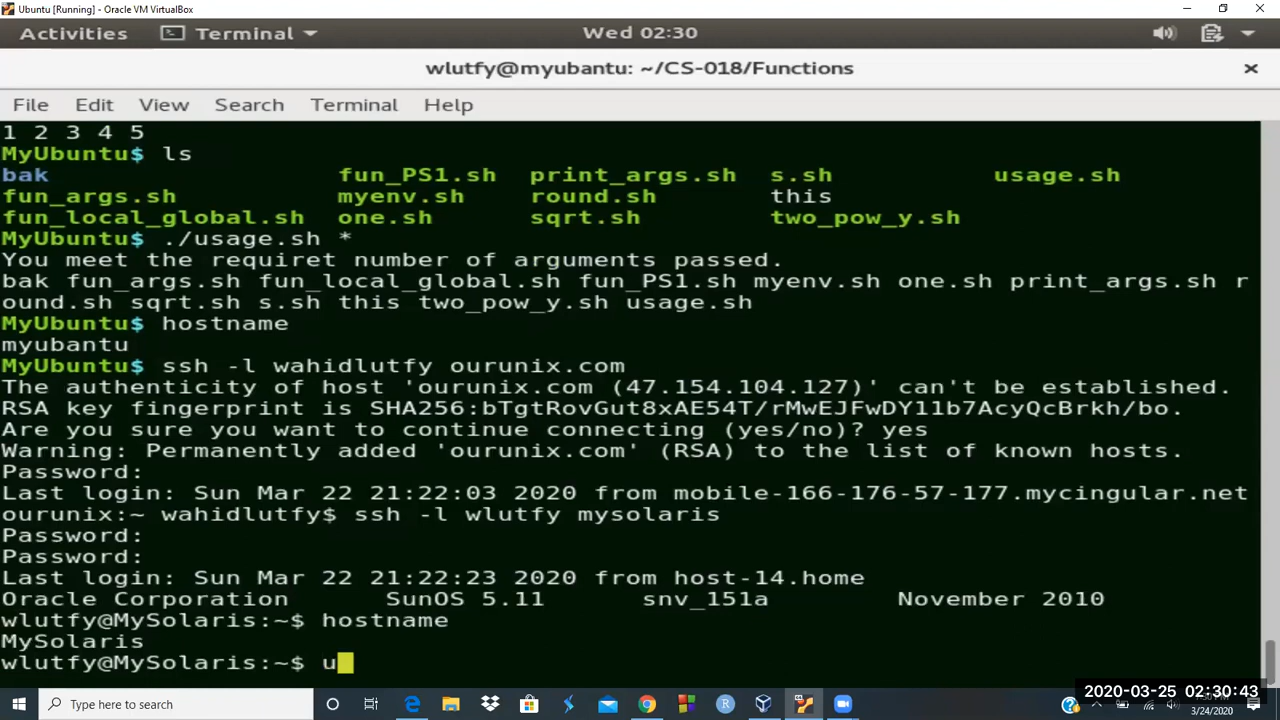 Ubuntu [Running] - Oracle VM VirtualBox
Activities Terminal Wed 02:30
wlutfy@myubantu: ~/CS-018/Functions
File Edit View Search Terminal Help
1 2 3 4 5
MyUbuntu$ ls
bak fun_PS1.sh print_args.sh s.sh usage.sh
fun_args.sh myenv.sh round.sh this
fun_local_global.sh one.sh sqrt.sh two_pow_y.sh
MyUbuntu$ ./usage.sh *
You meet the requiret number of arguments passed.
bak fun_args.sh fun_local_global.sh fun_PS1.sh myenv.sh one.sh print_args.sh r
ound.sh sqrt.sh s.sh this two_pow_y.sh usage.sh
MyUbuntu$ hostname
myubantu
MyUbuntu$ ssh -l wahidlutfy ourunix.com
The authenticity of host 'ourunix.com (47.154.104.127)' can't be established.
RSA key fingerprint is SHA256:bTgtRovGut8xAE54T/rMwEJFwDY11b7AcyQcBrkh/bo.
Are you sure you want to continue connecting (yes/no)? yes
Warning: Permanently added 'ourunix.com' (RSA) to the list of known hosts.
Password:
Last login: Sun Mar 22 21:22:03 2020 from mobile-166-176-57-177.mycingular.net
ourunix:~ wahidlutfy$ ssh -l wlutfy mysolaris
Password:
Password:
Last login: Sun Mar 22 21:22:23 2020 from host-14.home
Oracle Corporation SunOS 5.11 snv_151a November 2010
wlutfy@MySolaris:~$ hostname
MySolaris
wlutfy@MySolaris:~$ u
Type here to search
2020-03-25 02:30:43
3/24/2020